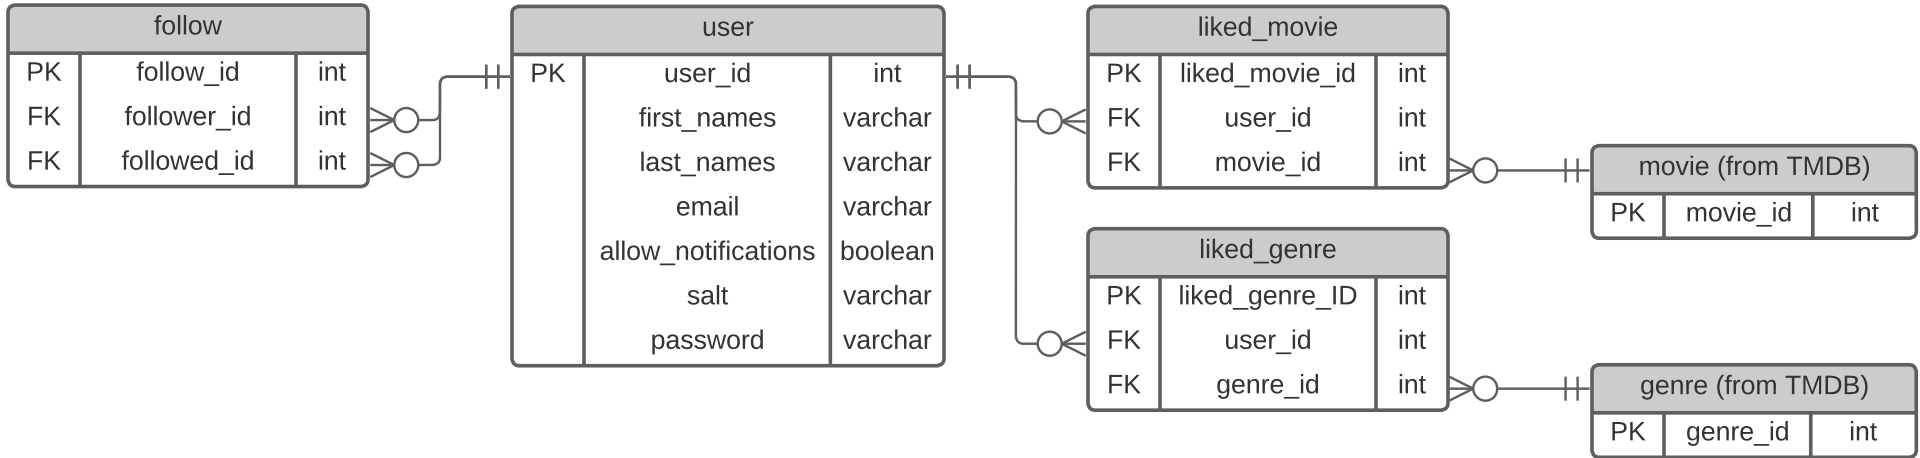 follow
PK follow_id int
FK follower_id int
FK followed_id int
user
PK user_id int
first_names varchar
last_names varchar
email varchar
allow_notifications boolean
salt varchar
password varchar
liked_movie
PK liked_movie_id int
FK user_id int
FK movie_id int
liked_genre
PK liked_genre_ID int
FK user_id int
FK genre_id int
movie (from TMDB)
PK movie_id int
genre (from TMDB)
PK genre_id int